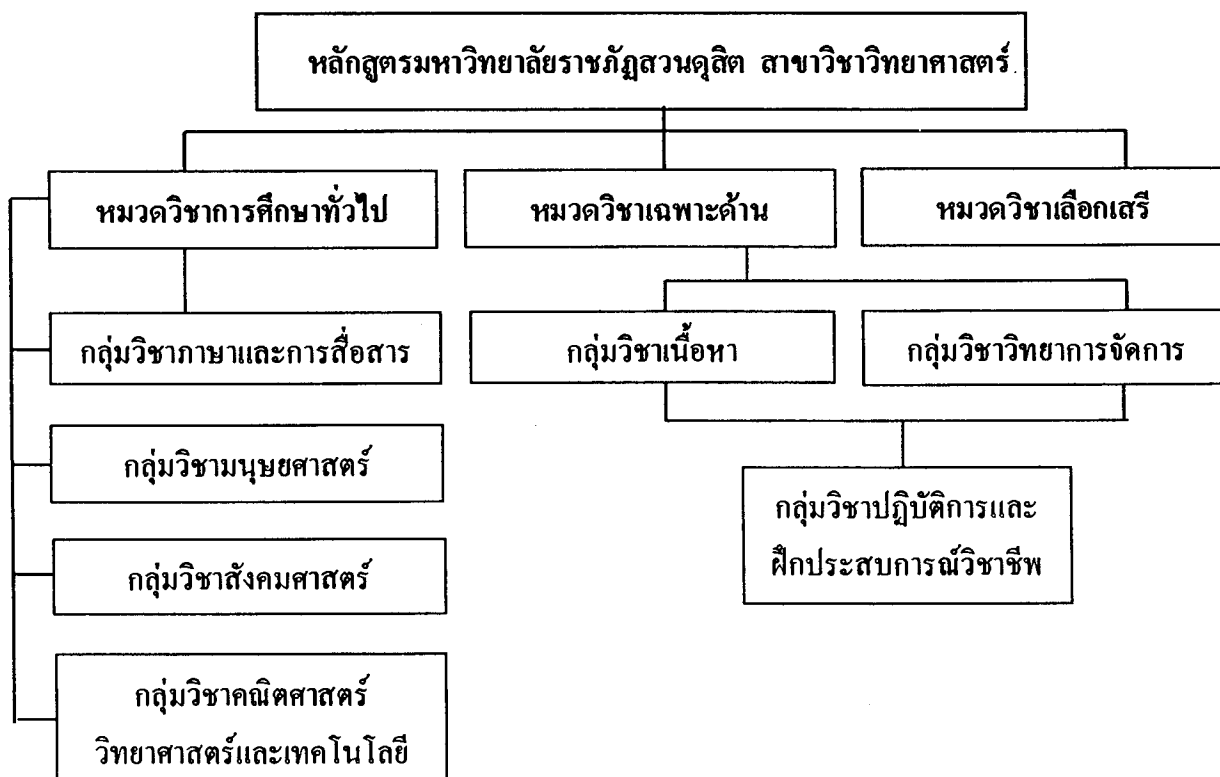 หลักสูตรมหาวิทยาลัยราชภัฏสวนดุสิต สาขาวิชาวิทยาศาสตร์
หมวดวิชาการศึกษาทั่วไป
หมวดวิชาเฉพาะด้าน
หมวดวิชาเลือกเสรี
กลุ่มวิชาภาษาและการสื่อสาร
กลุ่มวิชาเนื้อหา
กลุ่มวิชาวิทยาการจัดการ
กลุ่มวิชามนุษยศาสตร์
กลุ่มวิชาปฏิบัติการและ
ฝึกประสบการณ์วิชาชีพ
กลุ่มวิชาสังคมศาสตร์
กลุ่มวิชาคณิตศาสตร์
วิทยาศาสตร์และเทคโนโลยี